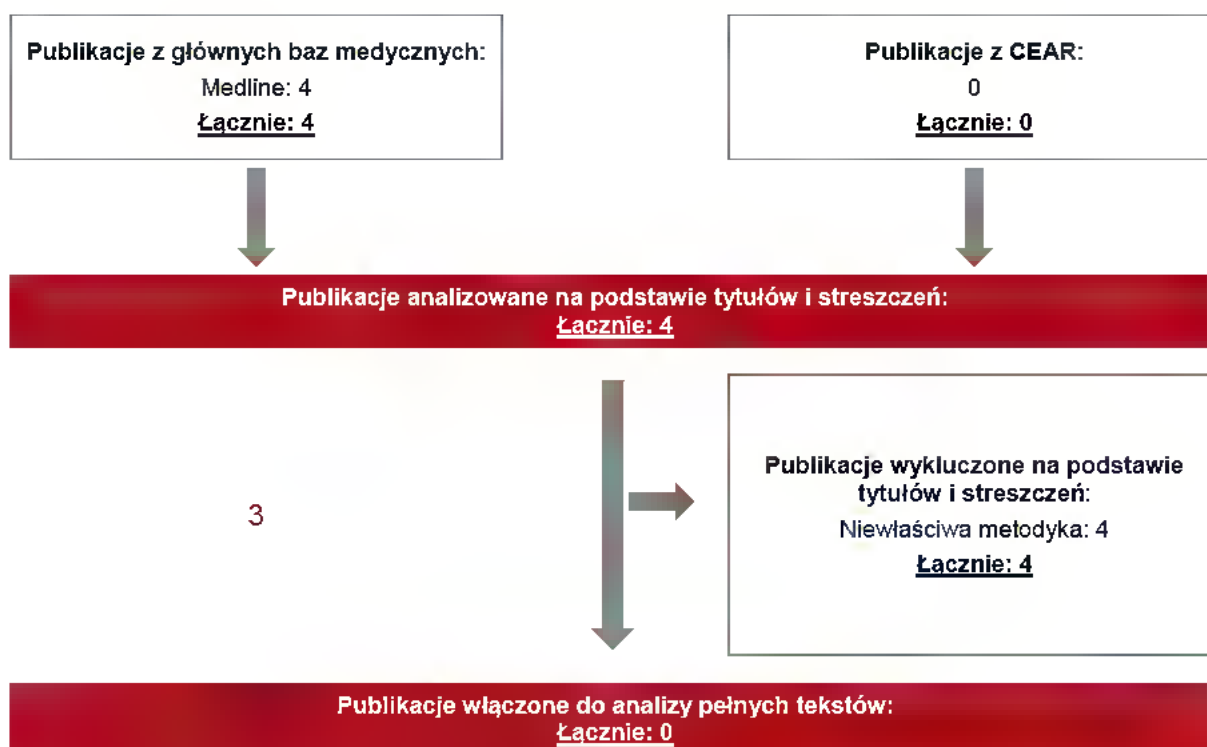 Publikacje z głównych baz medycznych:
Medline: 4
Łącznie: 4
Publikacje z CEAR:
0
Łącznie: 0
Publikacje analizowane na podstawie tytułów i streszczeń:
Łącznie: 4
3
Publikacje wykluczone na podstawie
tytułów i streszczeń:
Niewłaściwa metodyka: 4
Łącznie: 4
Publikacje włączone do analizy pełnych tekstów:
Łącznie: 0